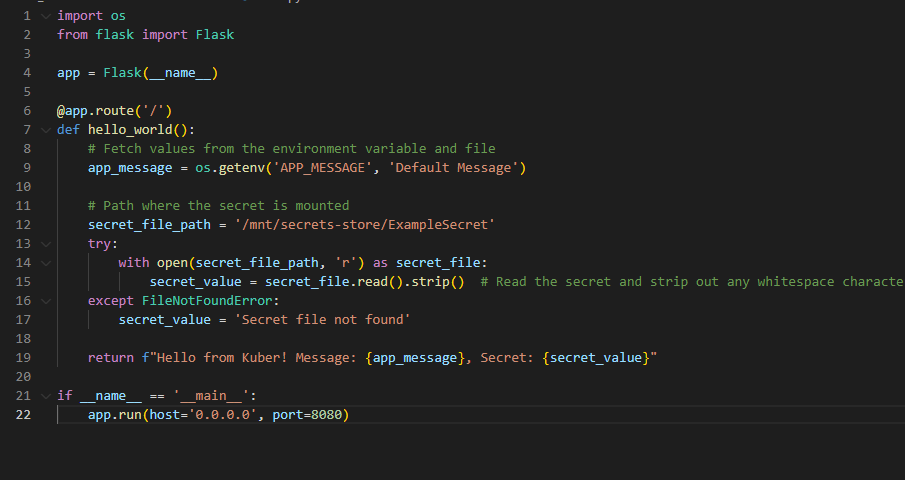 1 import os
2 from flask import Flask
3
4 app = Flask(__name__)
5
6 @app.route('/')
7 def hello_world():
8     # Fetch values from the environment variable and file
9     app_message = os.getenv('APP_MESSAGE', 'Default Message')
10
11     # Path where the secret is mounted
12     secret_file_path = '/mnt/secrets-store/ExampleSecret'
13     try:
14         with open(secret_file_path, 'r') as secret_file:
15             secret_value = secret_file.read().strip()  # Read the secret and strip out any whitespace characte
16     except FileNotFoundError:
17         secret_value = 'Secret file not found'
18
19     return f"Hello from Kuber! Message: {app_message}, Secret: {secret_value}"
20
21 if __name__ == '__main__':
22     app.run(host='0.0.0.0', port=8080)